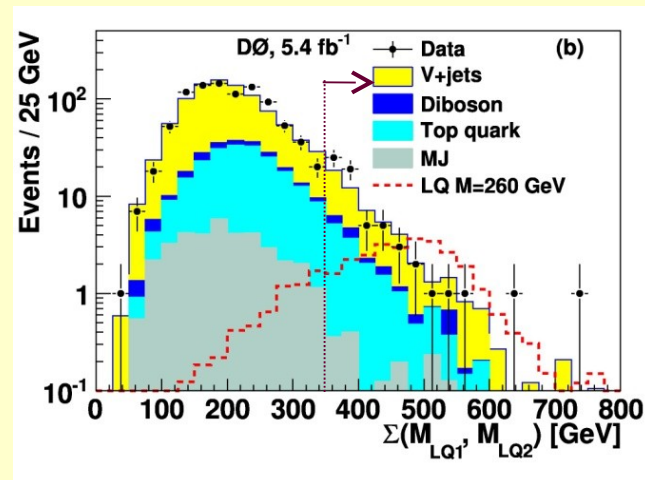 DØ, 5.4 fb⁻¹
(b)
Data
V+jets
Diboson
Top quark
MJ
LQ M=260 GeV
Events / 25 GeV
10²
10
1
10⁻¹
0 100 200 300 400 500 600 700 800
Σ(M_LQ1, M_LQ2) [GeV]